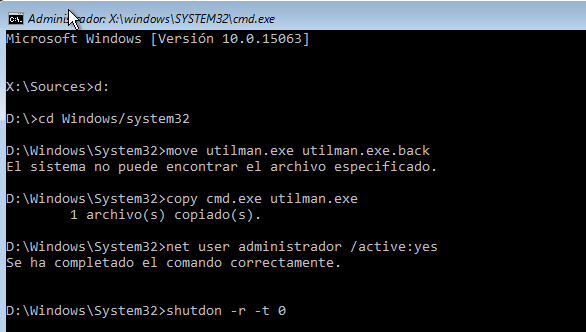 Administrador: X:\windows\SYSTEM32\cmd.exe
Microsoft Windows [Versión 10.0.15063]
X:\Sources>d:
D:\>cd Windows/system32
D:\Windows\System32>move utilman.exe utilman.exe.back
El sistema no puede encontrar el archivo especificado.
D:\Windows\System32>copy cmd.exe utilman.exe
        1 archivo(s) copiado(s).
D:\Windows\System32>net user administrador /active:yes
Se ha completado el comando correctamente.
D:\Windows\System32>shutdon -r -t 0